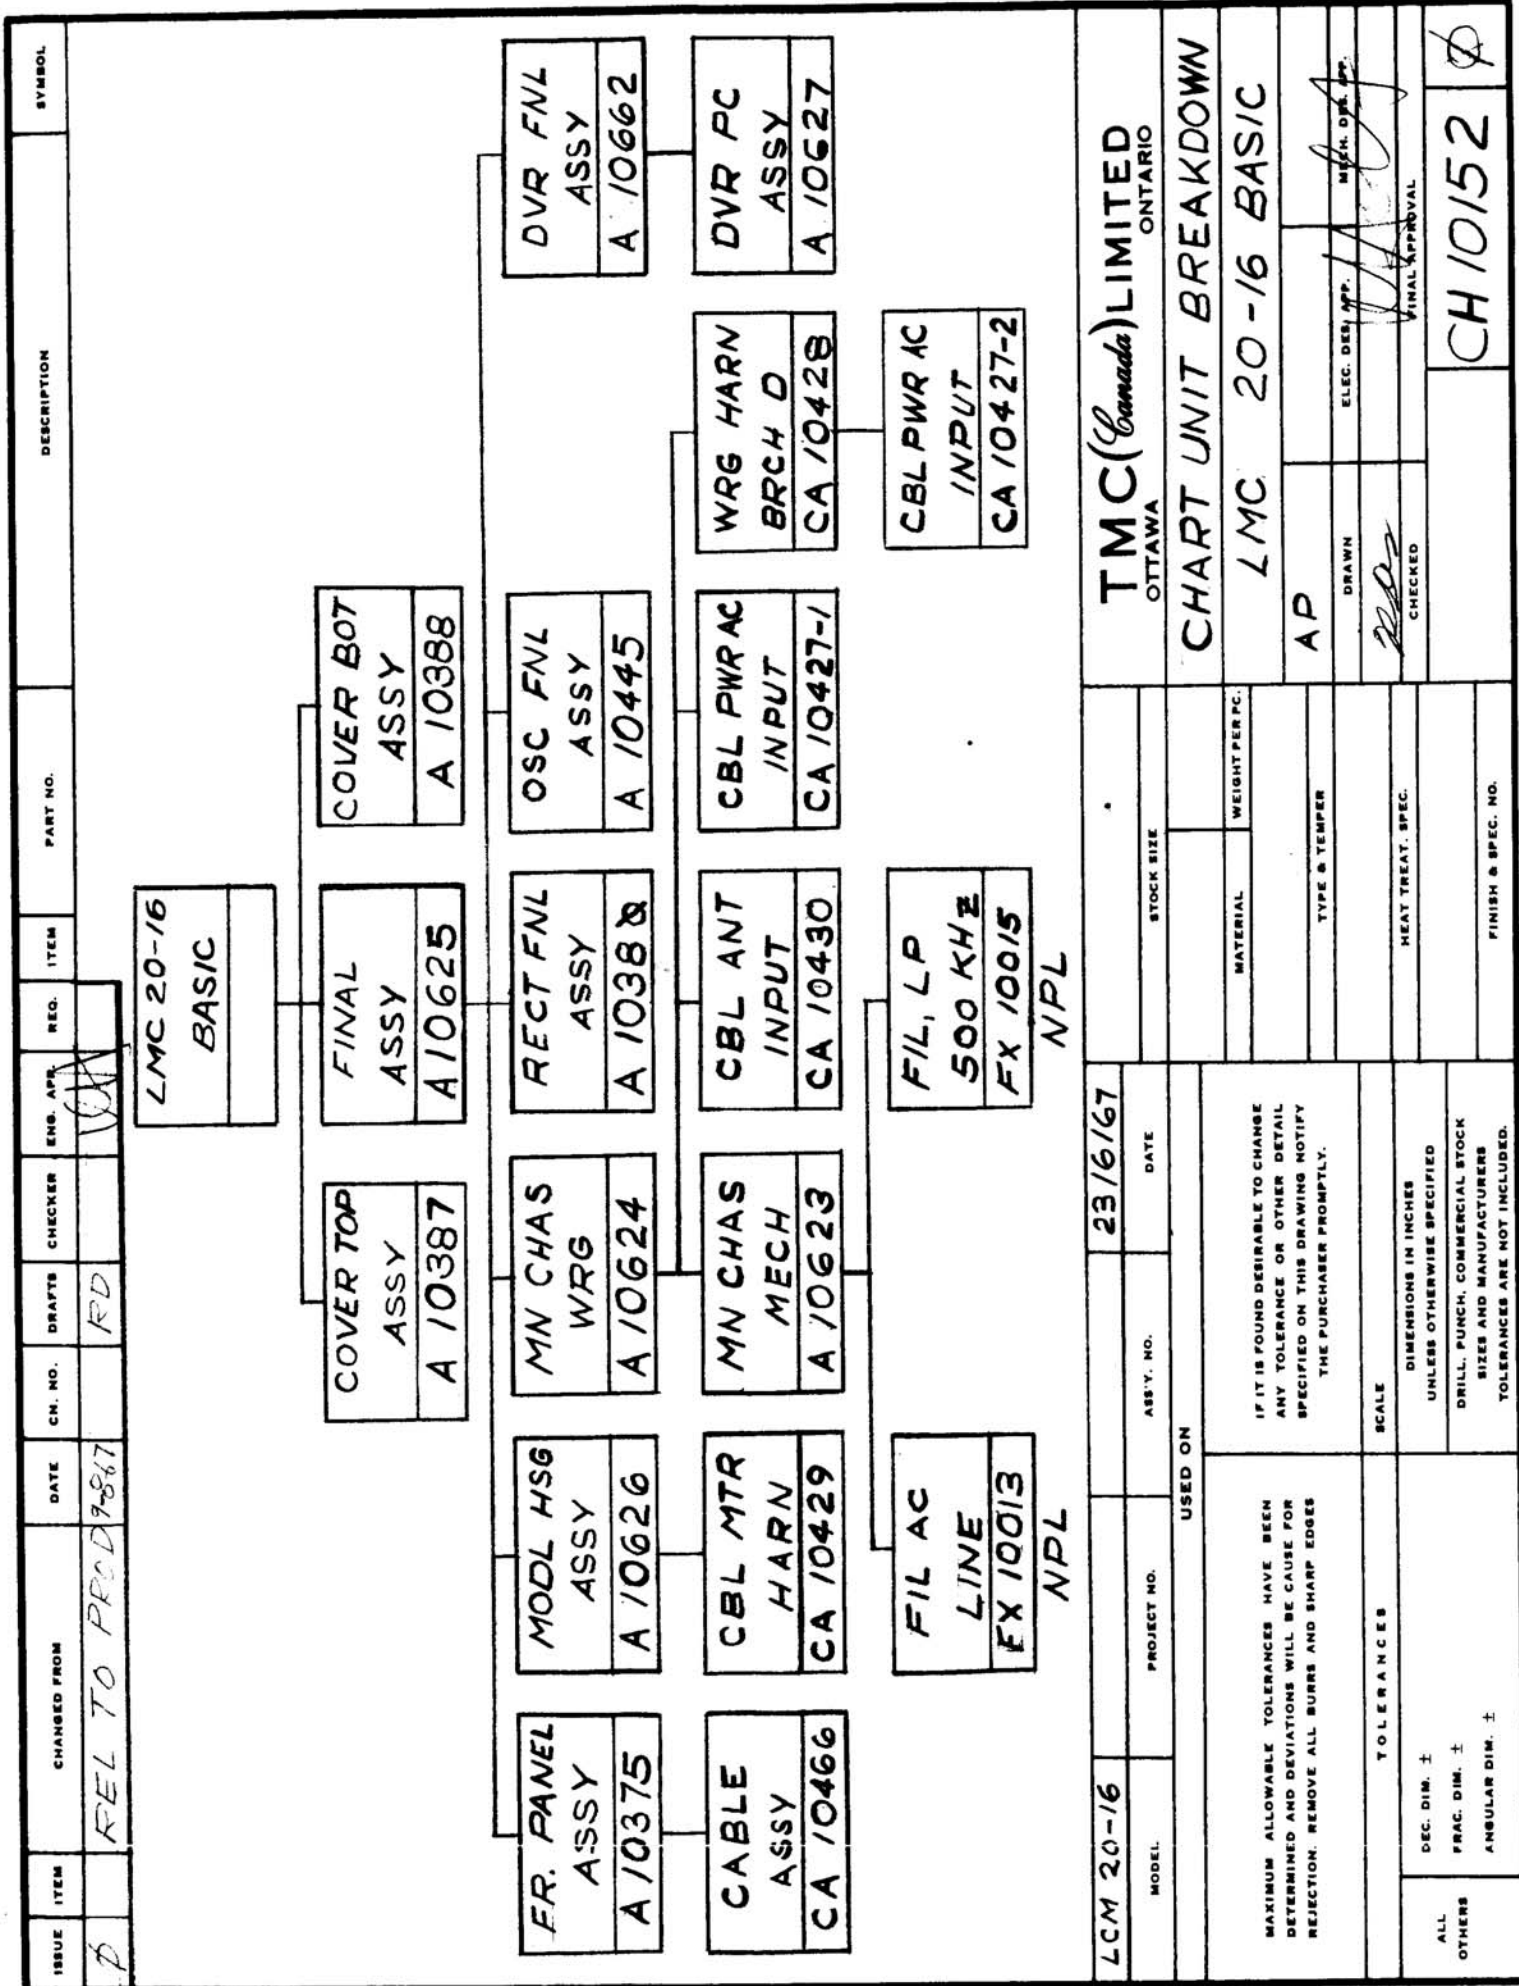 ISSUE ITEM CHANGED FROM DATE CN. NO. DRAFTS CHECKER ENG. APP. REQ. ITEM PART NO. DESCRIPTION SYMBOL
Ø REL TO PROD RD
LMC 20-16
BASIC
COVER TOP
ASSY
A 10387
FINAL
ASSY
A 10625
COVER BOT
ASSY
A 10388
FR. PANEL
ASSY
A 10375
MODL HSG
ASSY
A 10626
MN CHAS
WRG
A 10624
RECT FNL
ASSY
OSC FNL
ASSY
A 10445
DVR FNL
ASSY
A 10662
CABLE
ASSY
CA 10466
CBL MTR
HARN
CA 10429
MN CHAS
MECH
A 10623
CBL ANT
INPUT
CA 10430
CBL PWR AC
INPUT
CA 10427-1
WRG HARN
BRCH D
CA 10428
DVR PC
ASSY
A 10627
FIL AC
LINE
FX 10013
NPL
FIL, LP
500 KHZ
FX 10015
NPL
CBL PWR AC
INPUT
CA 10427-2
LCM 20-16 23/6/67
MODEL PROJECT NO. ASS'Y. NO. DATE
USED ON
MAXIMUM ALLOWABLE TOLERANCES HAVE BEEN
DETERMINED AND DEVIATIONS WILL BE CAUSE FOR
REJECTION. REMOVE ALL BURRS AND SHARP EDGES
IF IT IS FOUND DESIRABLE TO CHANGE
ANY TOLERANCE OR OTHER DETAIL
SPECIFIED ON THIS DRAWING NOTIFY
THE PURCHASER PROMPTLY.
TOLERANCES
SCALE
ALL
OTHERS
DEC. DIM. ±
FRAC. DIM. ±
ANGULAR DIM. ±
DIMENSIONS IN INCHES
UNLESS OTHERWISE SPECIFIED
DRILL, PUNCH, COMMERCIAL STOCK
SIZES AND MANUFACTURERS
TOLERANCES ARE NOT INCLUDED.
STOCK SIZE
MATERIAL WEIGHT PER PC.
TYPE & TEMPER
HEAT TREAT. SPEC.
FINISH & SPEC. NO.
TMC (Canada) LIMITED
OTTAWA ONTARIO
CHART UNIT BREAKDOWN
LMC 20-16 BASIC
AP
DRAWN ELEC. DES. APP. MECH. DES. APP.
CHECKED FINAL APPROVAL
CH 10152 Ø